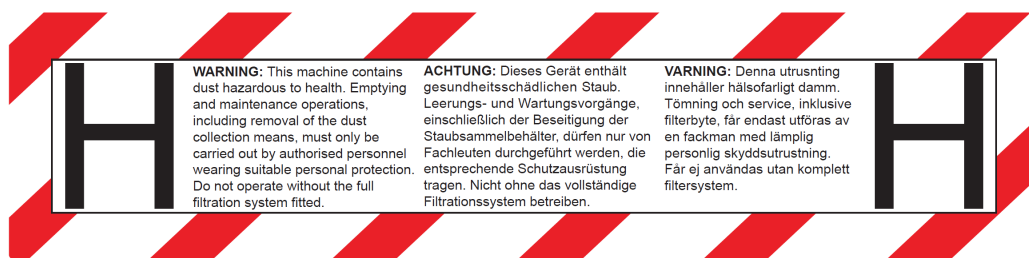 H
WARNING: This machine contains
dust hazardous to health. Emptying
and maintenance operations,
including removal of the dust
collection means, must only be
carried out by authorised personnel
wearing suitable personal protection.
Do not operate without the full
filtration system fitted.
ACHTUNG: Dieses Gerät enthält
gesundheitsschädlichen Staub.
Leerungs- und Wartungsvorgänge,
einschließlich der Beseitigung der
Staubsammelbehälter, dürfen nur von
Fachleuten durchgeführt werden, die
entsprechende Schutzausrüstung
tragen. Nicht ohne das vollständige
Filtrationssystem betreiben.
VARNING: Denna utrusnting
innehåller hälsofarligt damm.
Tömning och service, inklusive
filterbyte, får endast utföras av
en fackman med lämplig
personlig skyddsutrustning.
Får ej användas utan komplett
filtersystem.
H